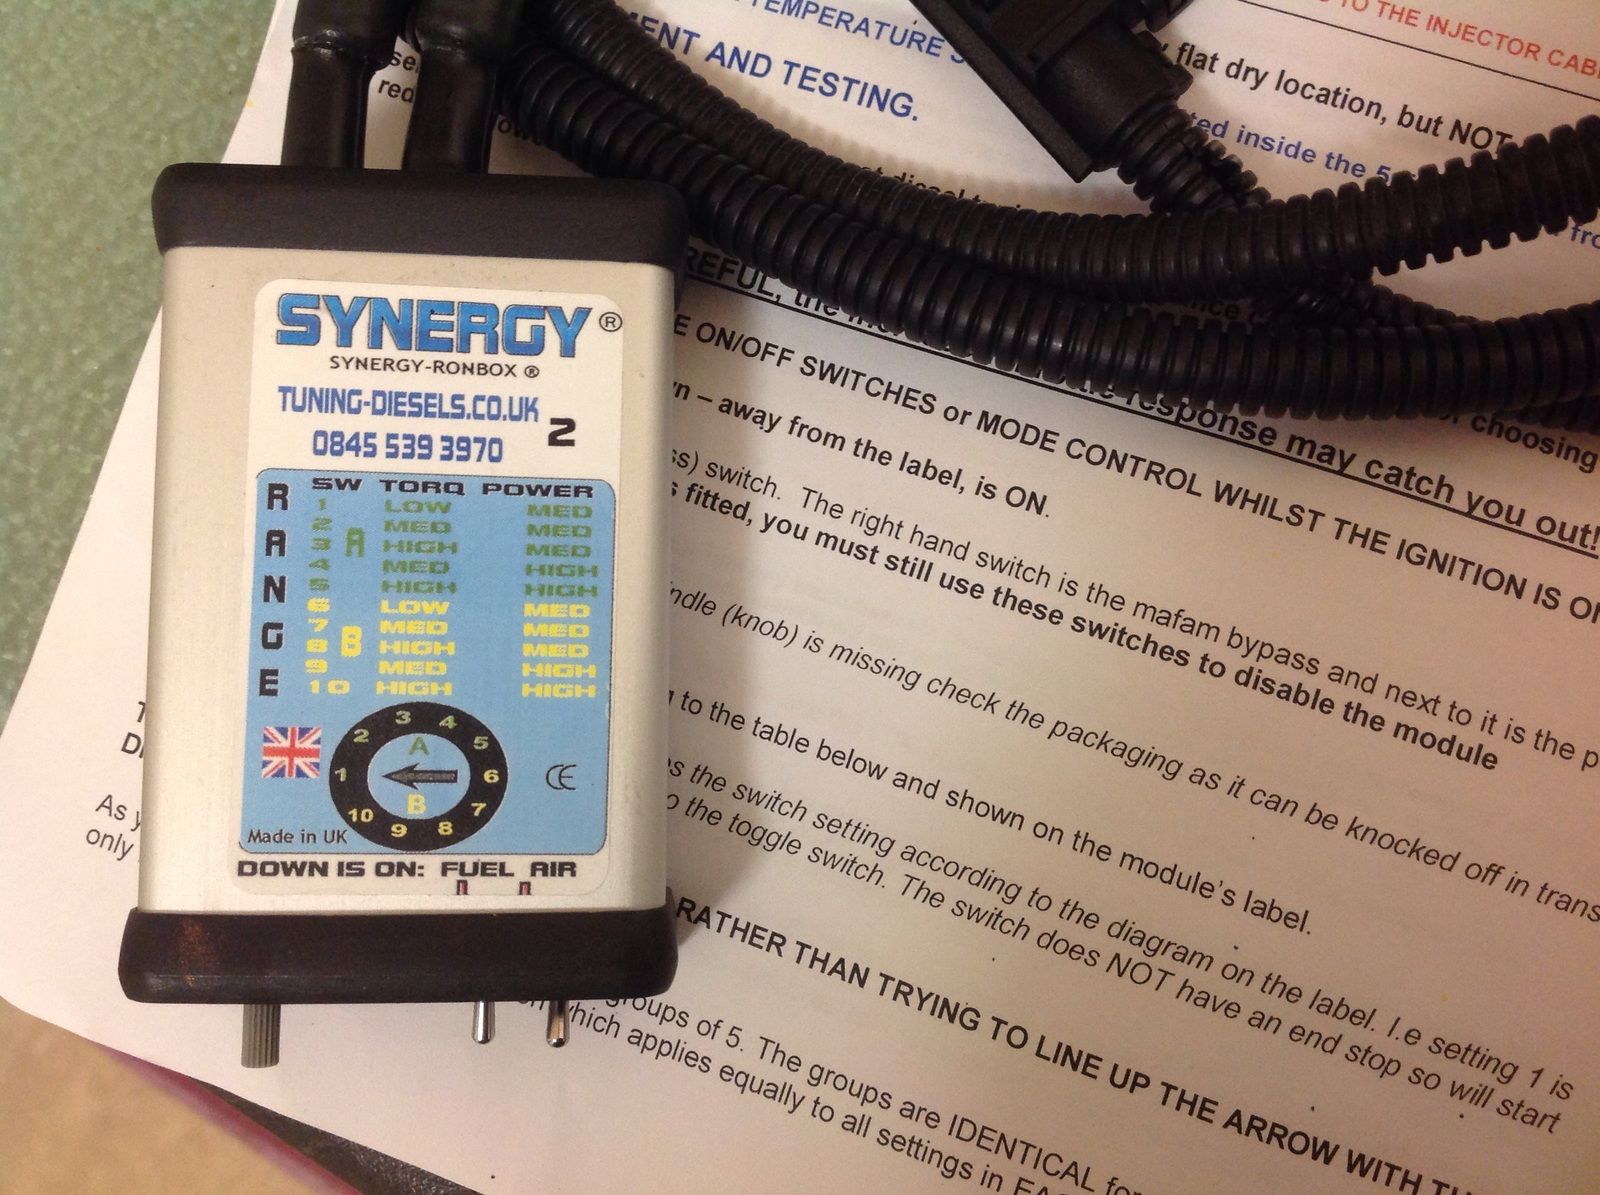 SYNERGY ®
SYNERGY-RONBOX ®
TUNING-DIESELS.CO.UK
2
0845 539 3970
RANGE
SW TORQ POWER
1 LOW MED
2 MED MED
3 A HIGH MED
4 MED HIGH
5 HIGH HIGH
6 LOW MED
7 MED MED
8 B HIGH MED
9 MED HIGH
10 HIGH HIGH
1 2 3 4 5 6 7 8 9 10
A
B
CE
Made in UK
DOWN IS ON: FUEL AIR
TO THE INJECTOR
TEMPERATURE
flat dry location, but NOT
AND TESTING.
inside the 5
response may catch you out!
choosing
ON/OFF SWITCHES or MODE CONTROL WHILST THE IGNITION IS
– away from the label, is ON.
switch. The right hand switch is the mafam bypass and next to it is the
fitted, you must still use these switches to disable the module
(knob) is missing check the packaging as it can be knocked off in
to the table below and shown on the module's label.
the switch setting according to the diagram on the label. I.e setting 1 is
the toggle switch. The switch does NOT have an end stop so will start
RATHER THAN TRYING TO LINE UP THE ARROW WITH
groups of 5. The groups are IDENTICAL
which applies equally to all settings in
As
only